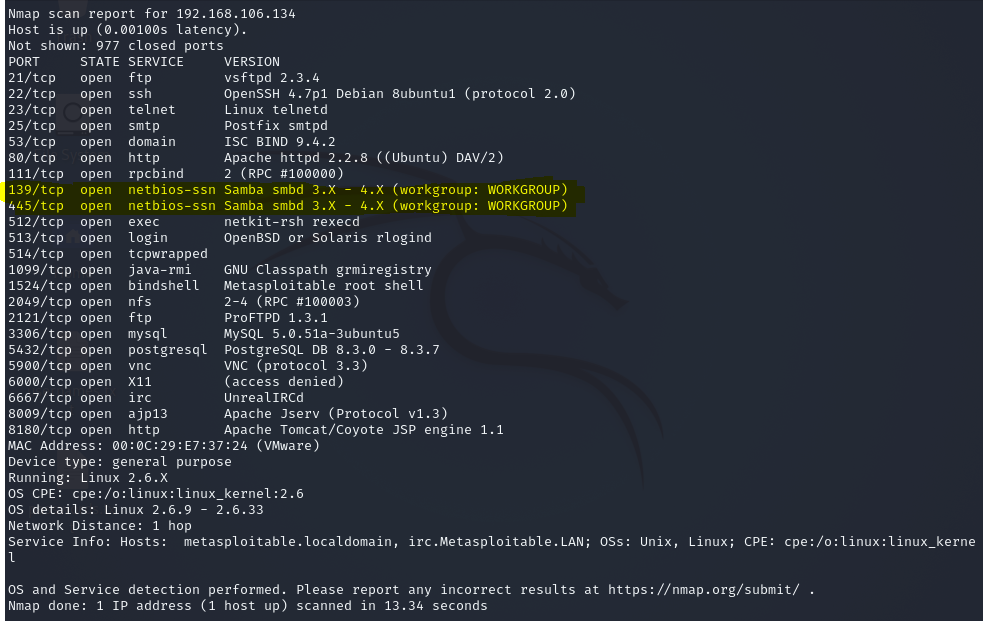 Nmap scan report for 192.168.106.134
Host is up (0.00100s latency).
Not shown: 977 closed ports
PORT     STATE SERVICE     VERSION
21/tcp   open  ftp         vsftpd 2.3.4
22/tcp   open  ssh         OpenSSH 4.7p1 Debian 8ubuntu1 (protocol 2.0)
23/tcp   open  telnet      Linux telnetd
25/tcp   open  smtp        Postfix smtpd
53/tcp   open  domain      ISC BIND 9.4.2
80/tcp   open  http        Apache httpd 2.2.8 ((Ubuntu) DAV/2)
111/tcp  open  rpcbind     2 (RPC #100000)
139/tcp  open  netbios-ssn Samba smbd 3.X - 4.X (workgroup: WORKGROUP)
445/tcp  open  netbios-ssn Samba smbd 3.X - 4.X (workgroup: WORKGROUP)
512/tcp  open  exec        netkit-rsh rexecd
513/tcp  open  login       OpenBSD or Solaris rlogind
514/tcp  open  tcpwrapped
1099/tcp open  java-rmi    GNU Classpath grmiregistry
1524/tcp open  bindshell   Metasploitable root shell
2049/tcp open  nfs         2-4 (RPC #100003)
2121/tcp open  ftp         ProFTPD 1.3.1
3306/tcp open  mysql       MySQL 5.0.51a-3ubuntu5
5432/tcp open  postgresql  PostgreSQL DB 8.3.0 - 8.3.7
5900/tcp open  vnc         VNC (protocol 3.3)
6000/tcp open  X11         (access denied)
6667/tcp open  irc         UnrealIRCd
8009/tcp open  ajp13       Apache Jserv (Protocol v1.3)
8180/tcp open  http        Apache Tomcat/Coyote JSP engine 1.1
MAC Address: 00:0C:29:E7:37:24 (VMware)
Device type: general purpose
Running: Linux 2.6.X
OS CPE: cpe:/o:linux:linux_kernel:2.6
OS details: Linux 2.6.9 - 2.6.33
Network Distance: 1 hop
Service Info: Hosts:  metasploitable.localdomain, irc.Metasploitable.LAN; OSs: Unix, Linux; CPE: cpe:/o:linux:linux_kerne
l
OS and Service detection performed. Please report any incorrect results at https://nmap.org/submit/ .
Nmap done: 1 IP address (1 host up) scanned in 13.34 seconds